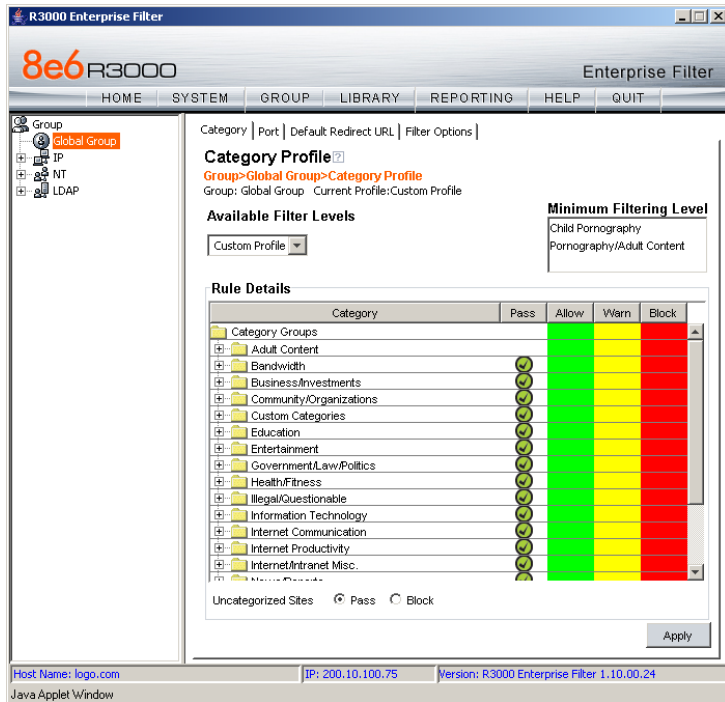 R3000 Enterprise Filter
8e6 R3000
Enterprise Filter
HOME SYSTEM GROUP LIBRARY REPORTING HELP QUIT
Group
Global Group
IP
NT
LDAP
Category Port Default Redirect URL Filter Options
Category Profile ?
Group>Global Group>Category Profile
Group: Global Group Current Profile:Custom Profile
Available Filter Levels
Custom Profile
Minimum Filtering Level
Child Pornography
Pornography/Adult Content
Rule Details
Category Pass Allow Warn Block
Category Groups
Adult Content
Bandwidth
Business/Investments
Community/Organizations
Custom Categories
Education
Entertainment
Government/Law/Politics
Health/Fitness
Illegal/Questionable
Information Technology
Internet Communication
Internet Productivity
Internet/Intranet Misc.
Uncategorized Sites Pass Block
Apply
Host Name: logo.com IP: 200.10.100.75 Version: R3000 Enterprise Filter 1.10.00.24
Java Applet Window